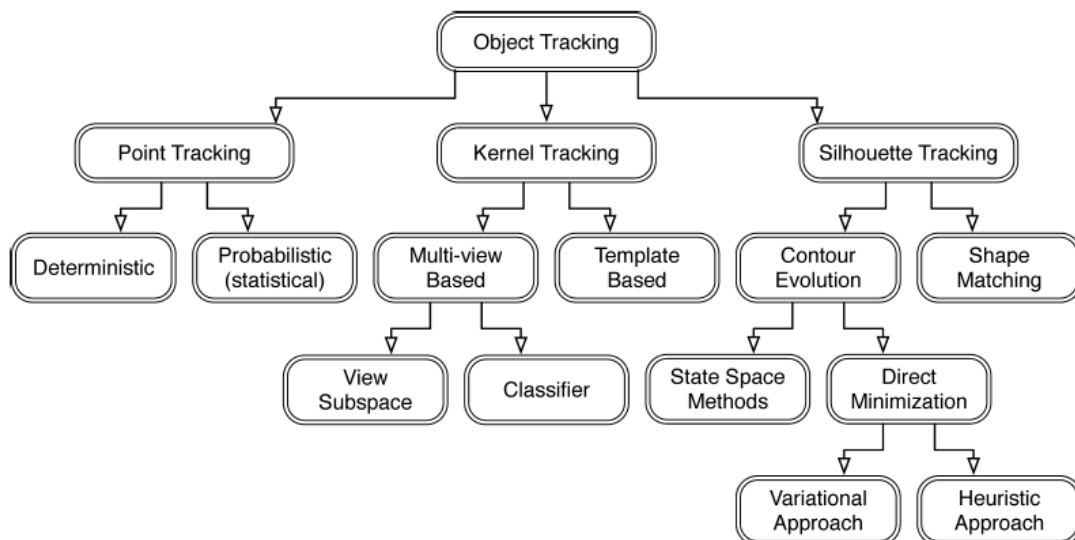 Object Tracking
Point Tracking
Kernel Tracking
Silhouette Tracking
Deterministic
Probabilistic
(statistical)
Multi-view
Based
Template
Based
Contour
Evolution
Shape
Matching
View
Subspace
Classifier
State Space
Methods
Direct
Minimization
Variational
Approach
Heuristic
Approach